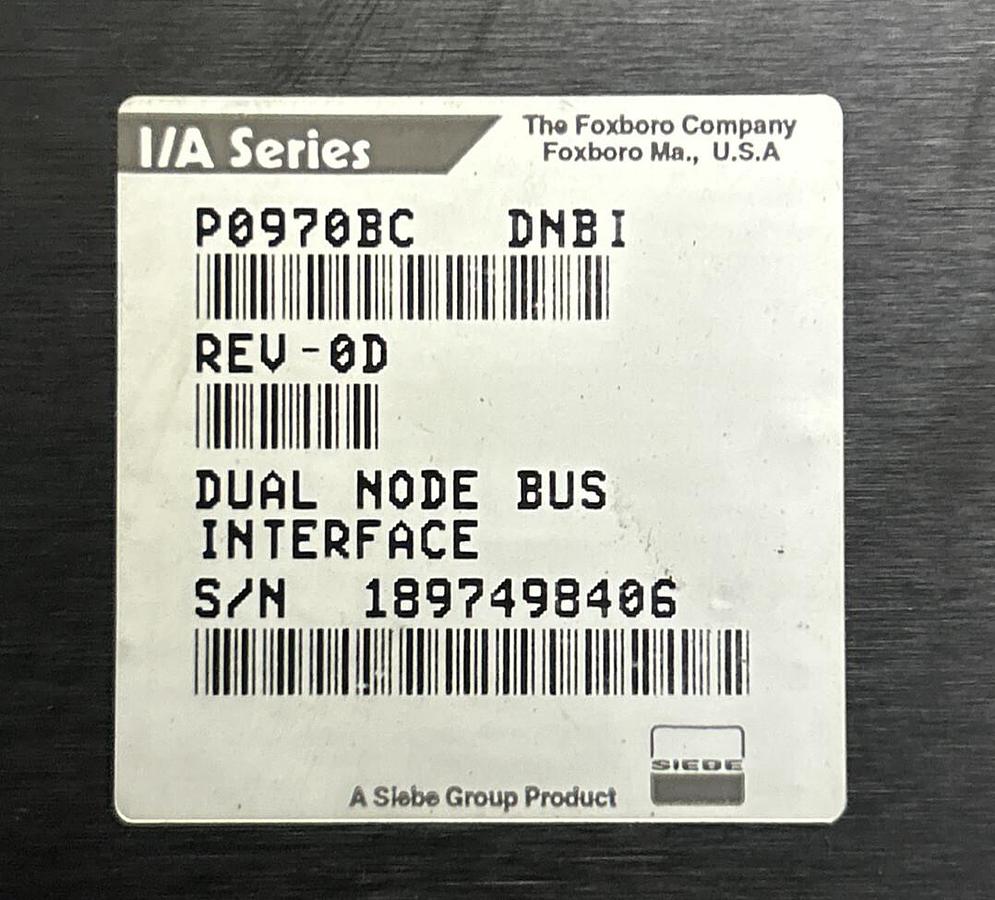 I/A Series
The Foxboro Company
Foxboro Ma., U.S.A
P0970BC DNBI
REV-0D
DUAL NODE BUS
INTERFACE
S/N 1897498406
SIEBE
A Siebe Group Product